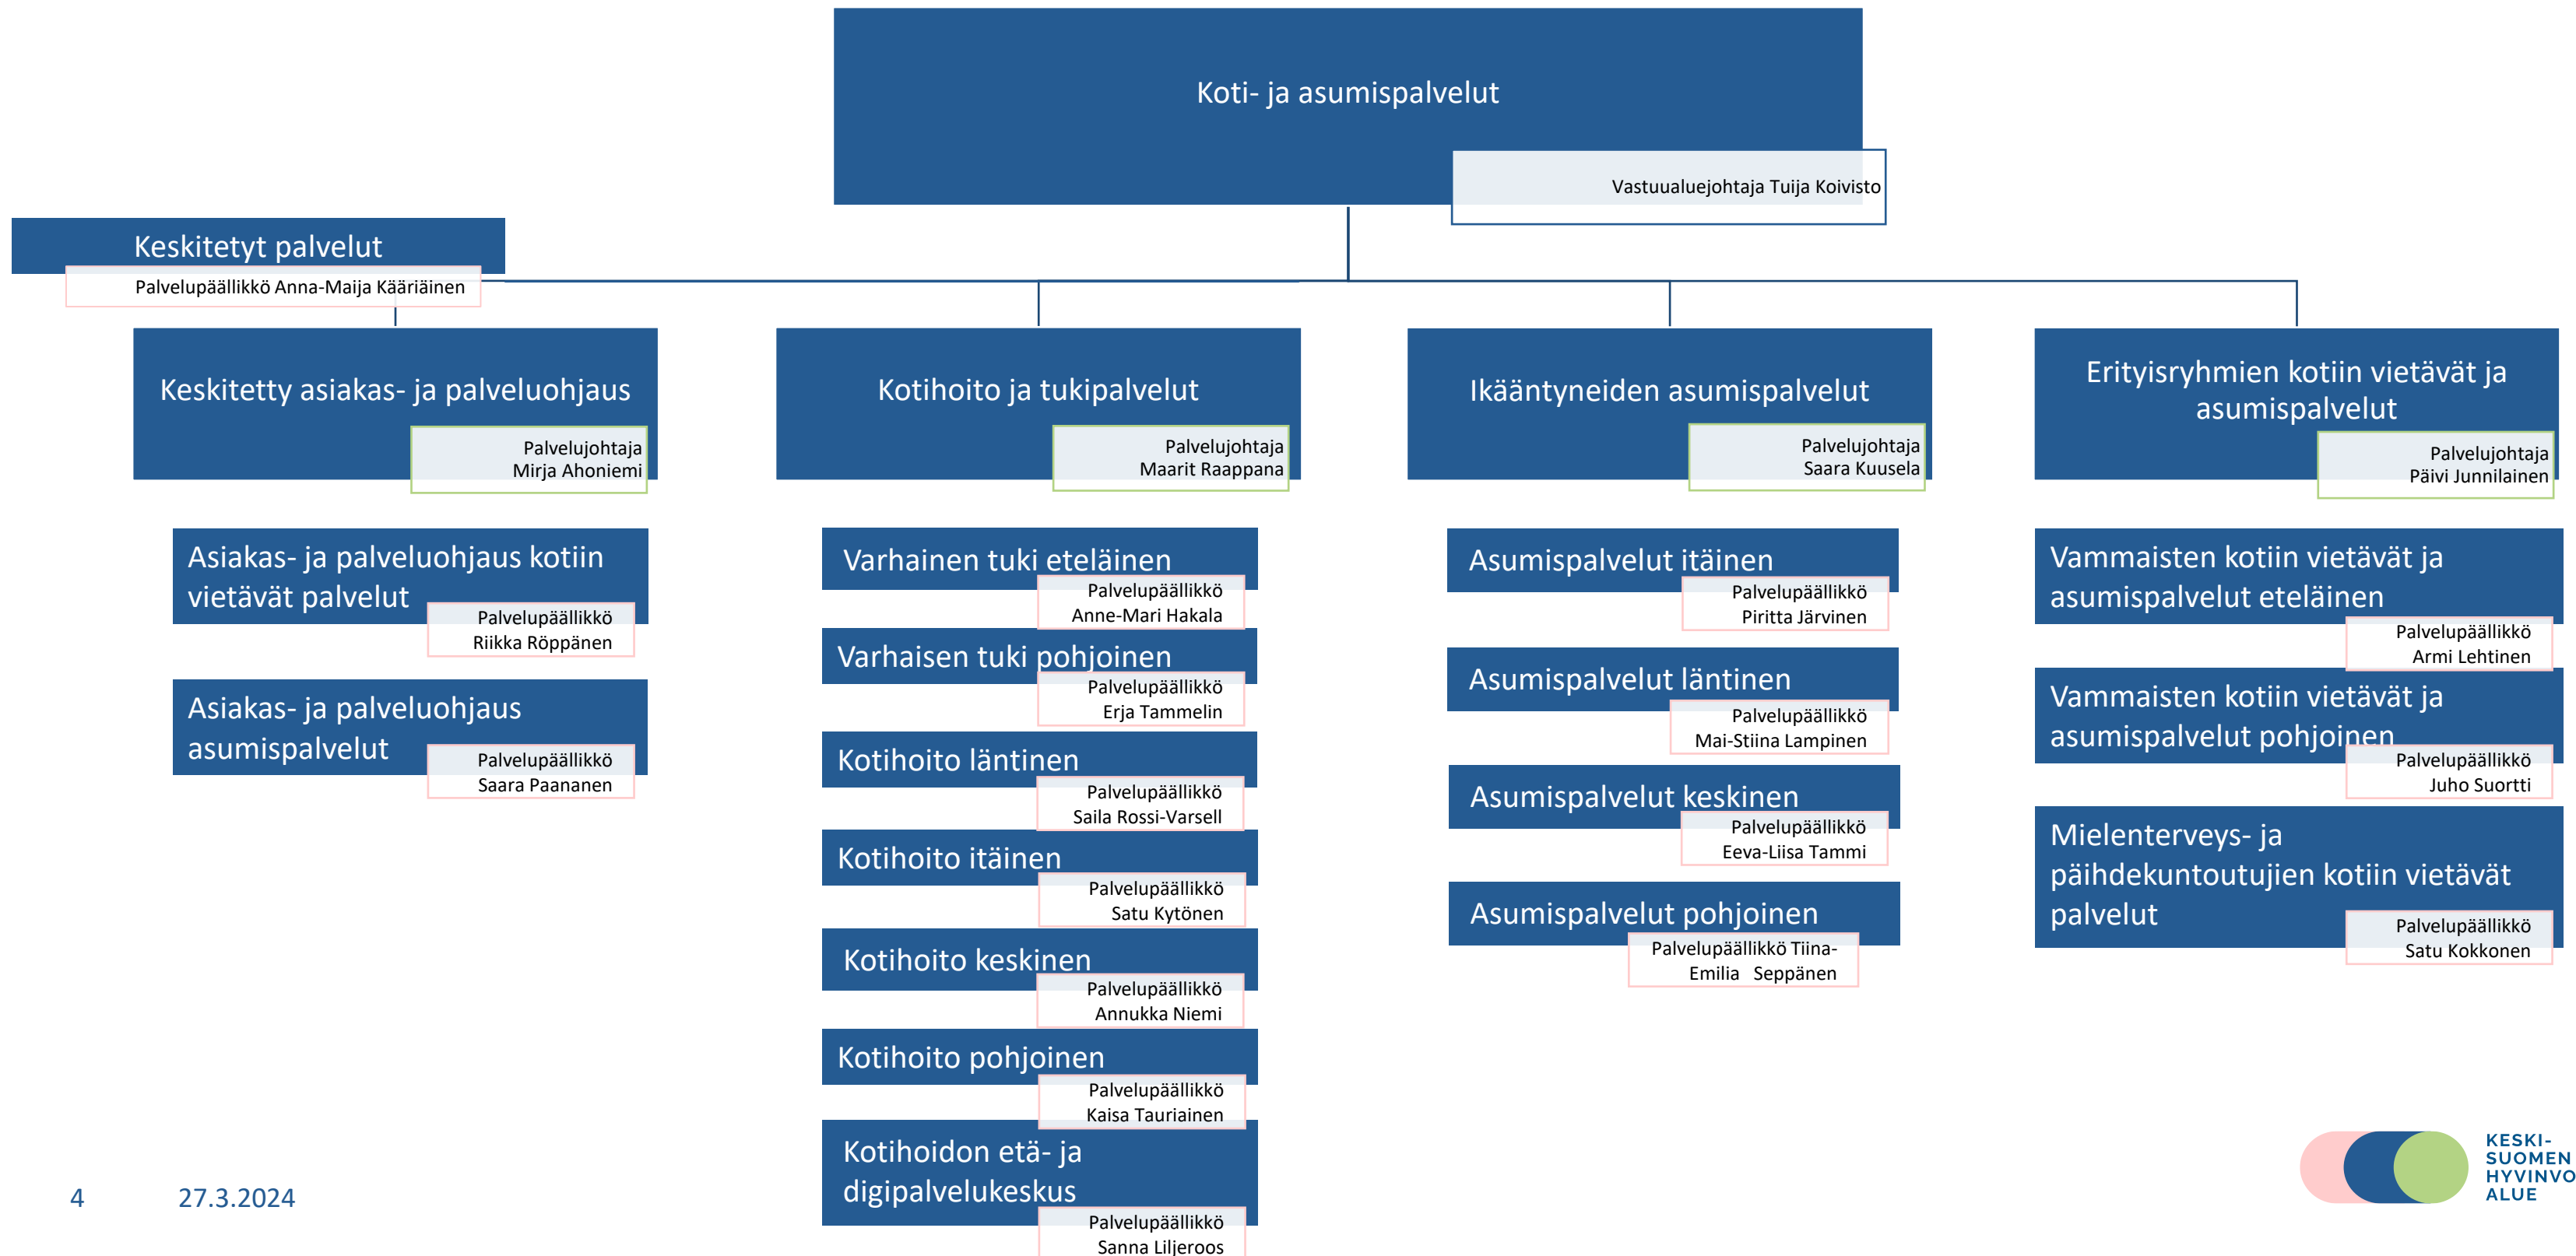 Koti- ja asumispalvelut
Vastuualuejohtaja Tuija Koivisto
Keskitetyt palvelut
Palvelupäällikkö Anna-Maija Kääriäinen
Keskitetty asiakas- ja palveluohjaus
Palvelujohtaja
Mirja Ahoniemi
Asiakas- ja palveluohjaus kotiin
vietävät palvelut
Palvelupäällikkö
Riikka Röppänen
Asiakas- ja palveluohjaus
asumispalvelut
Palvelupäällikkö
Saara Paananen
Kotihoito ja tukipalvelut
Palvelujohtaja
Maarit Raappana
Varhainen tuki eteläinen
Palvelupäällikkö
Anne-Mari Hakala
Varhaisen tuki pohjoinen
Palvelupäällikkö
Erja Tammelin
Kotihoito läntinen
Palvelupäällikkö
Saila Rossi-Varsell
Kotihoito itäinen
Palvelupäällikkö
Satu Kytönen
Kotihoito keskinen
Palvelupäällikkö
Annukka Niemi
Kotihoito pohjoinen
Palvelupäällikkö
Kaisa Tauriainen
Kotihoidon etä- ja
digipalvelukeskus
Palvelupäällikkö
Sanna Liljeroos
Ikääntyneiden asumispalvelut
Palvelujohtaja
Saara Kuusela
Asumispalvelut itäinen
Palvelupäällikkö
Piritta Järvinen
Asumispalvelut läntinen
Palvelupäällikkö
Mai-Stiina Lampinen
Asumispalvelut keskinen
Palvelupäällikkö
Eeva-Liisa Tammi
Asumispalvelut pohjoinen
Palvelupäällikkö Tiina-
Emilia Seppänen
Erityisryhmien kotiin vietävät ja
asumispalvelut
Palvelujohtaja
Päivi Junnilainen
Vammaisten kotiin vietävät ja
asumispalvelut eteläinen
Palvelupäällikkö
Armi Lehtinen
Vammaisten kotiin vietävät ja
asumispalvelut pohjoinen
Palvelupäällikkö
Juho Suortti
Mielenterveys- ja
päihdekuntoutujien kotiin vietävät
palvelut
Palvelupäällikkö
Satu Kokkonen
4 27.3.2024
KESKI-
SUOMEN
HYVINVO
ALUE